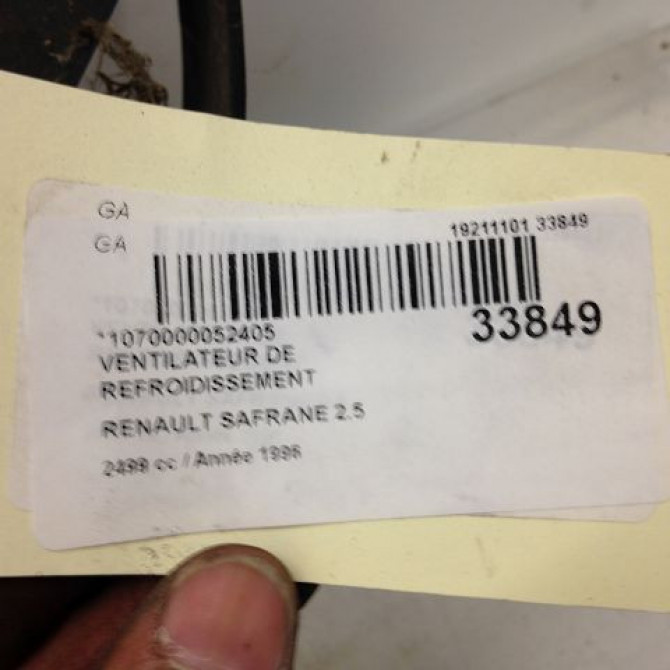 GA
GA
19211101 33849
*1070000052405
33849
VENTILATEUR DE
REFROIDISSEMENT
RENAULT SAFRANE 2.5
2499 cc / Année 1996